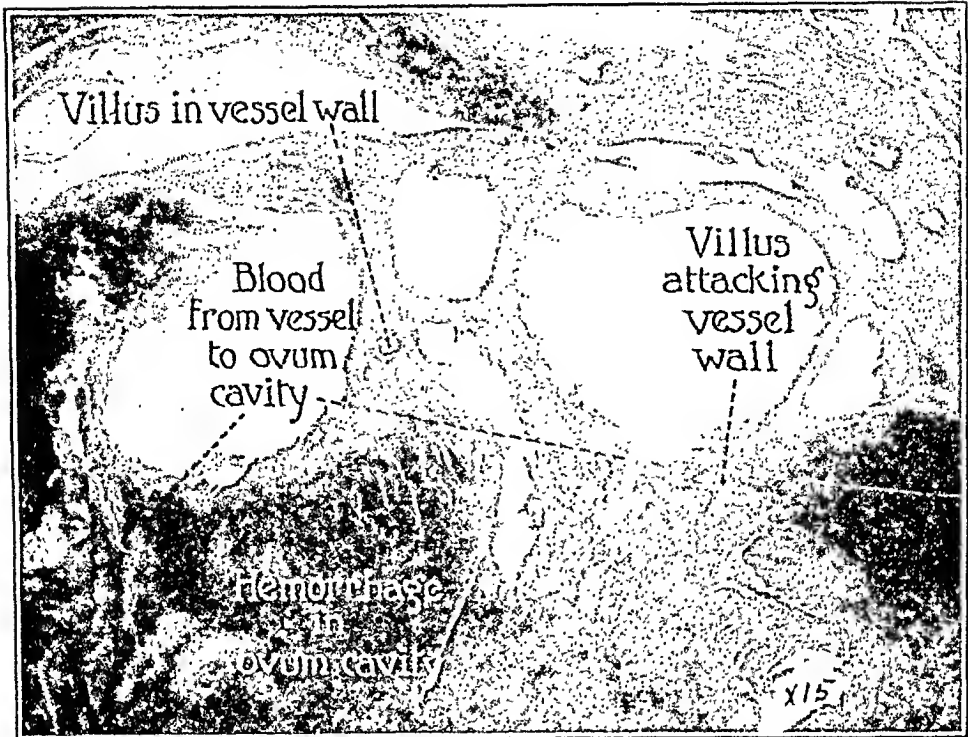 Villus in vessel wall
Blood
from vessel
to ovum
cavity
Villus
attacking
vessel
wall
Hemorrhage
in
ovum cavity
X15